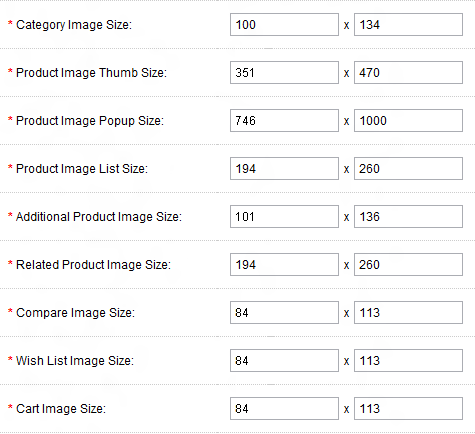 * Category Image Size: 100 x 134
* Product Image Thumb Size: 351 x 470
* Product Image Popup Size: 746 x 1000
* Product Image List Size: 194 x 260
* Additional Product Image Size: 101 x 136
* Related Product Image Size: 194 x 260
* Compare Image Size: 84 x 113
* Wish List Image Size: 84 x 113
* Cart Image Size: 84 x 113